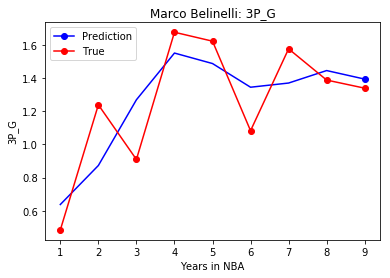 Marco Belinelli: 3P_G
Prediction
True
3P_G
1.6
1.4
1.2
1.0
0.8
0.6
1 2 3 4 5 6 7 8 9
Years in NBA